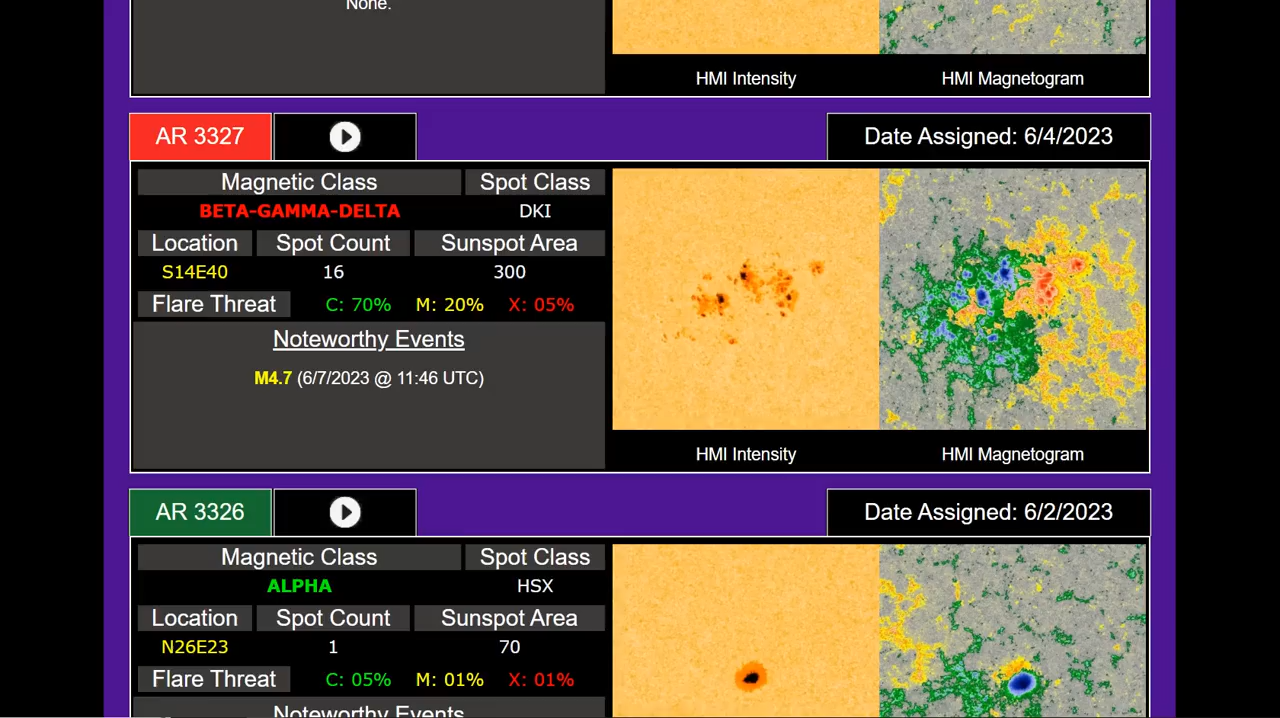 None.
HMI Intensity HMI Magnetogram
AR 3327 Date Assigned: 6/4/2023
Magnetic Class Spot Class
BETA-GAMMA-DELTA DKI
Location Spot Count Sunspot Area
S14E40 16 300
Flare Threat C: 70% M: 20% X: 05%
Noteworthy Events
M4.7 (6/7/2023 @ 11:46 UTC)
HMI Intensity HMI Magnetogram
AR 3326 Date Assigned: 6/2/2023
Magnetic Class Spot Class
ALPHA HSX
Location Spot Count Sunspot Area
N26E23 1 70
Flare Threat C: 05% M: 01% X: 01%
Noteworthy Events